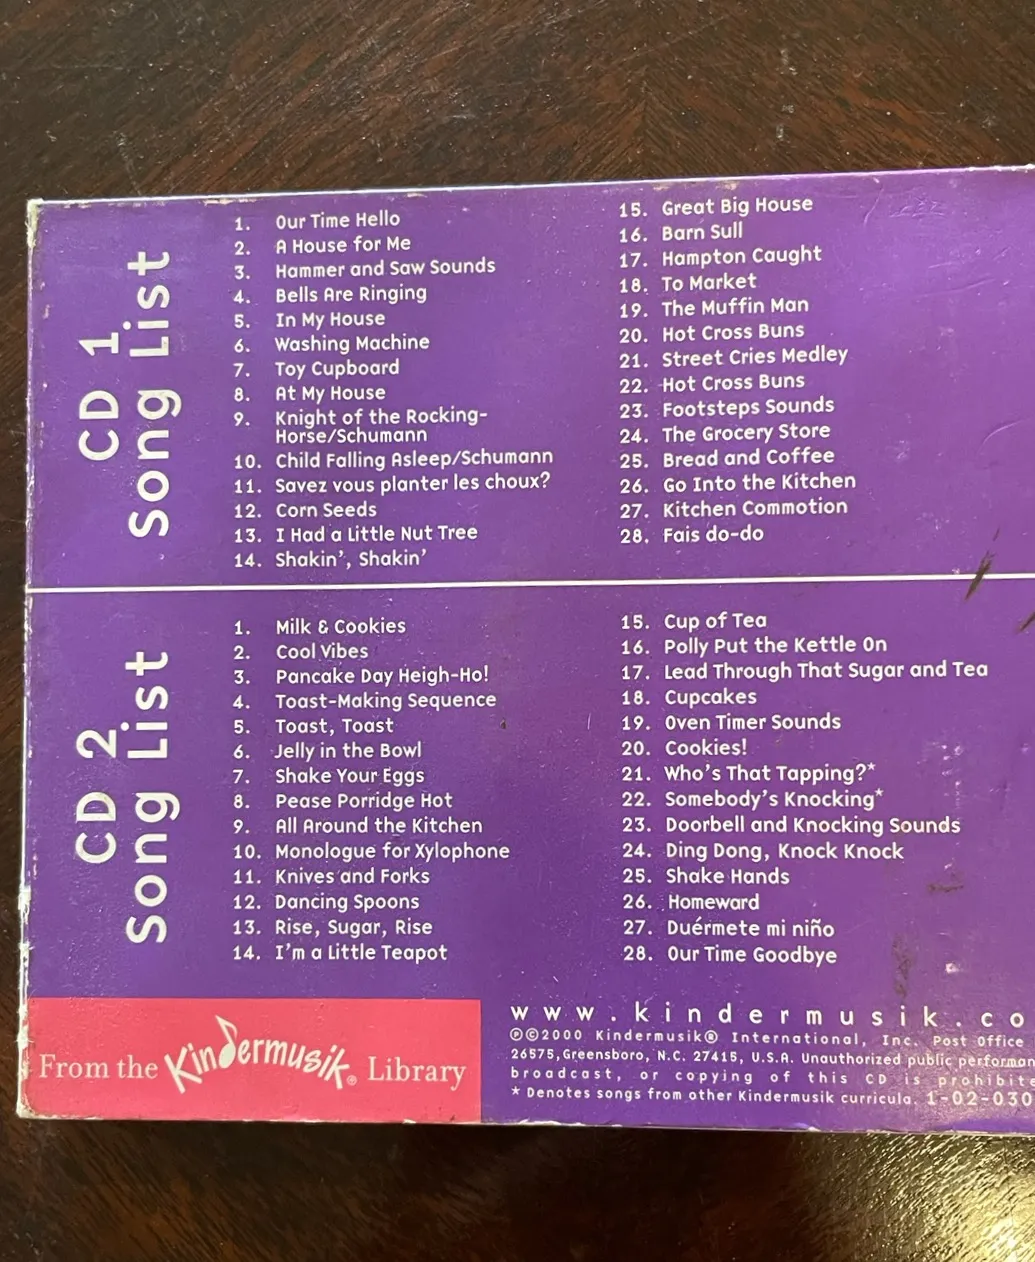 CD 1
Song List
1. Our Time Hello
2. A House for Me
3. Hammer and Saw Sounds
4. Bells Are Ringing
5. In My House
6. Washing Machine
7. Toy Cupboard
8. At My House
9. Knight of the Rocking-
Horse/Schumann
10. Child Falling Asleep/Schumann
11. Savez vous planter les choux?
12. Corn Seeds
13. I Had a Little Nut Tree
14. Shakin', Shakin'
15. Great Big House
16. Barn Sull
17. Hampton Caught
18. To Market
19. The Muffin Man
20. Hot Cross Buns
21. Street Cries Medley
22. Hot Cross Buns
23. Footsteps Sounds
24. The Grocery Store
25. Bread and Coffee
26. Go Into the Kitchen
27. Kitchen Commotion
28. Fais do-do
CD 2
Song List
1. Milk & Cookies
2. Cool Vibes
3. Pancake Day Heigh-Ho!
4. Toast-Making Sequence
5. Toast, Toast
6. Jelly in the Bowl
7. Shake Your Eggs
8. Pease Porridge Hot
9. All Around the Kitchen
10. Monologue for Xylophone
11. Knives and Forks
12. Dancing Spoons
13. Rise, Sugar, Rise
14. I'm a Little Teapot
15. Cup of Tea
16. Polly Put the Kettle On
17. Lead Through That Sugar and Tea
18. Cupcakes
19. Oven Timer Sounds
20. Cookies!
21. Who's That Tapping?*
22. Somebody's Knocking*
23. Doorbell and Knocking Sounds
24. Ding Dong, Knock Knock
25. Shake Hands
26. Homeward
27. Duérmete mi niño
28. Our Time Goodbye
From the Kindermusik® Library
www.kindermusik.co
℗©2000 Kindermusik® International, Inc. Post Office
26575, Greensboro, N.C. 27415, U.S.A. Unauthorized public performan
broadcast, or copying of this CD is prohibit
* Denotes songs from other Kindermusik curricula. 1-02-030